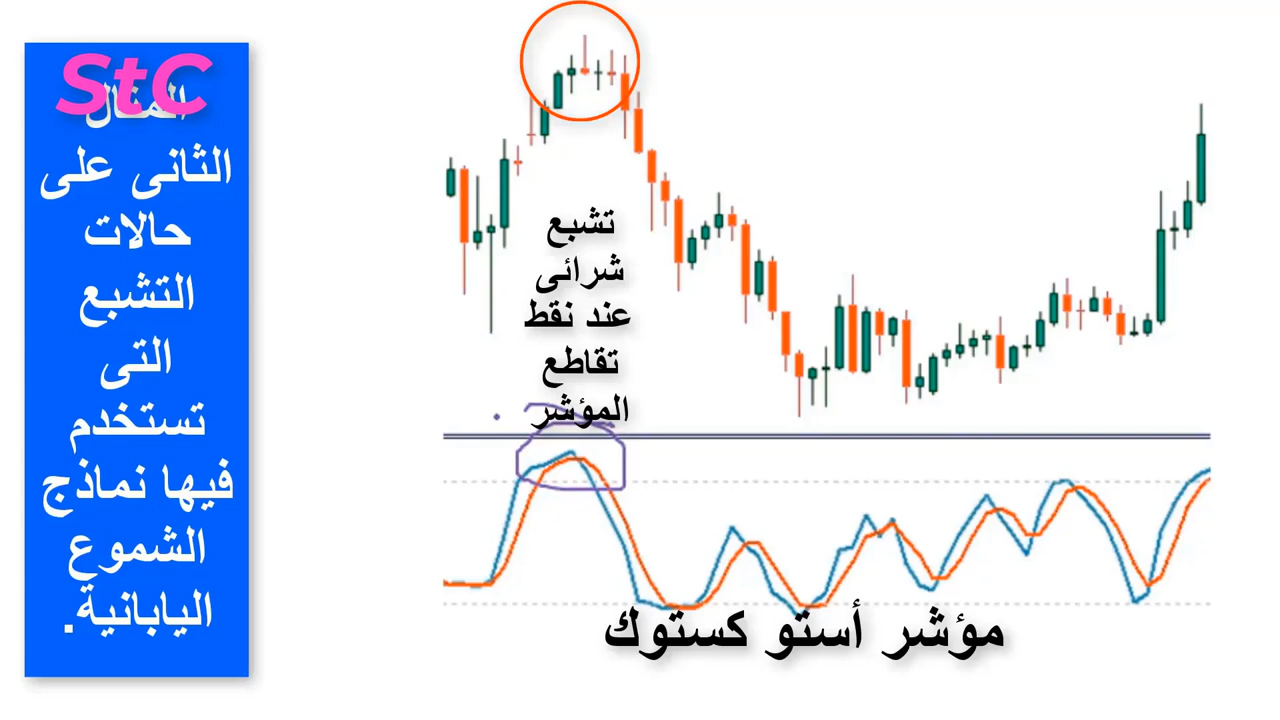 StC
المثال
الثانى على
حالات
التشبع
التى
تستخدم
فيها نماذج
الشموع
اليابانية.
تشبع
شرائى
عند نقط
تقاطع
المؤشر
مؤشر أستو كستوك